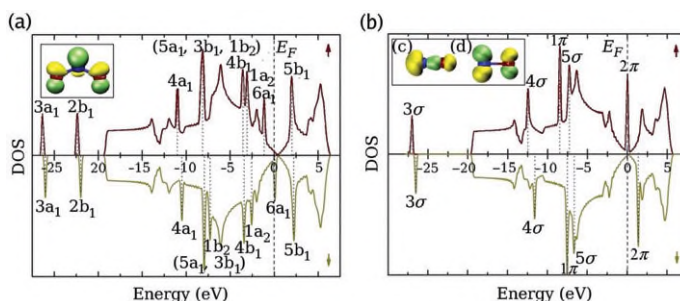 (a)
(5a₁, 3b₁, 1b₂) E_F
4b₁
1a₂
4a₁ 6a₁ 5b₁
3a₁ 2b₁
DOS
-25 -20 -15 -10 -5 0 5
3a₁ 2b₁
4a₁ 1b₂ 4b₁ 1a₂ 6a₁ 5b₁
(5a₁, 3b₁)
Energy (eV)
(b)
(c) (d)
1π E_F
5σ 2π
4σ
3σ
DOS
-25 -20 -15 -10 -5 0 5
3σ
4σ 5σ 2π
1π
Energy (eV)